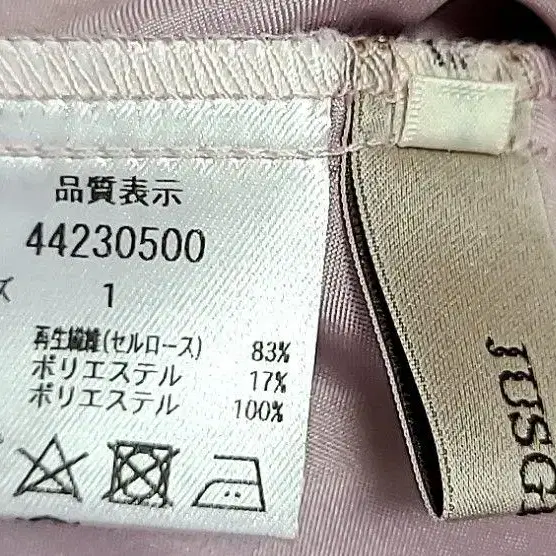 品質表示
44230500
ズ 1
再生繊維(セルロース) 83%
ポリエステル 17%
ポリエステル 100%
JUSG